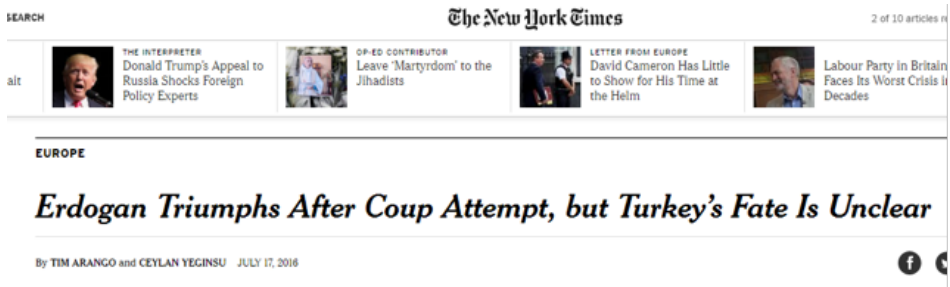 SEARCH
The New York Times
2 of 10 articles
ait
THE INTERPRETER
Donald Trump's Appeal to
Russia Shocks Foreign
Policy Experts
OP-ED CONTRIBUTOR
Leave 'Martyrdom' to the
Jihadists
LETTER FROM EUROPE
David Cameron Has Little
to Show for His Time at
the Helm
Labour Party in Britain
Faces Its Worst Crisis
Decades
EUROPE
Erdogan Triumphs After Coup Attempt, but Turkey's Fate Is Unclear
By TIM ARANGO and CEYLAN YEGINSU JULY 17, 2016